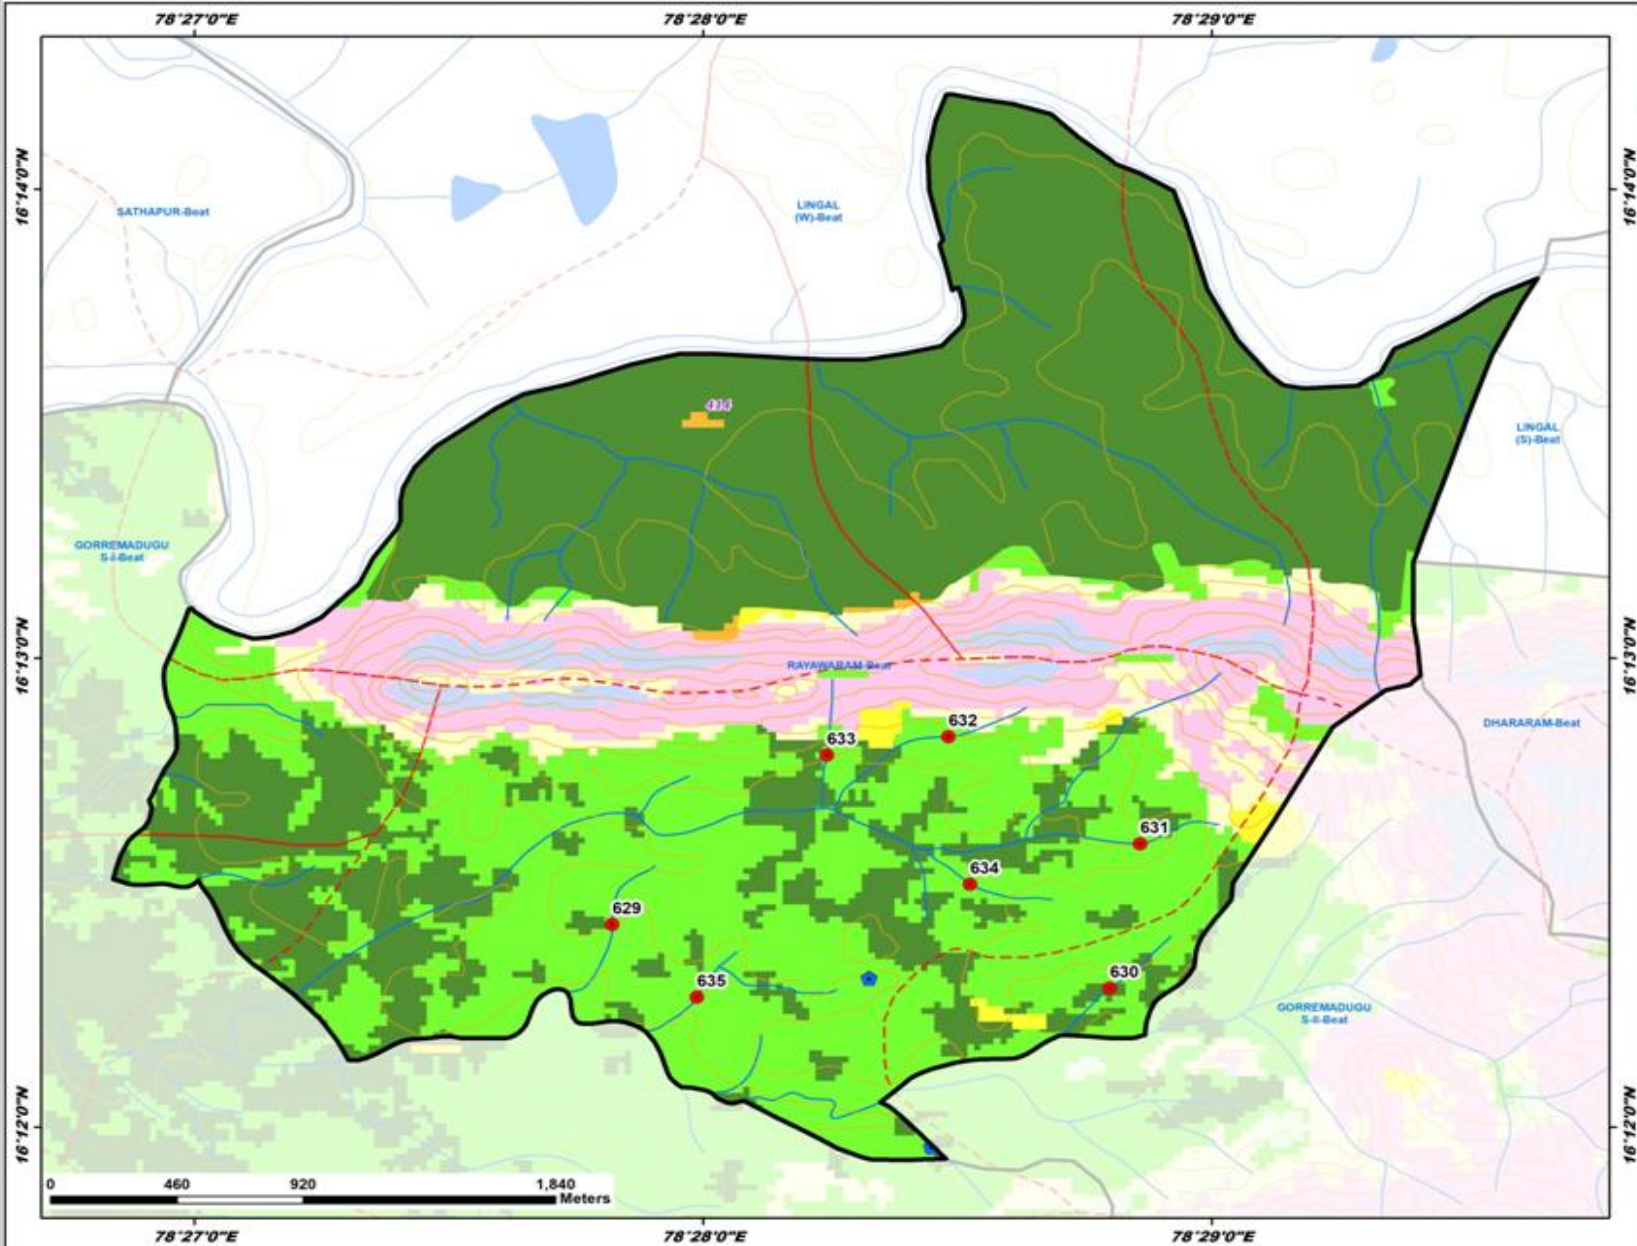 78°27'0"E
78°28'0"E
78°29'0"E
16°14'0"N
16°14'0"N
SATHAPUR-Beat
LINGAL
(W)-Beat
414
LINGAL
(S)-Beat
GORREMADUGU
S-I-Beat
16°13'0"N
16°13'0"N
RAYAWARAM-Beat
632
633
DHARARAM-Beat
631
634
629
635
630
GORREMADUGU
S-II-Beat
16°12'0"N
16°12'0"N
0 460 920 1,840
Meters
78°27'0"E
78°28'0"E
78°29'0"E